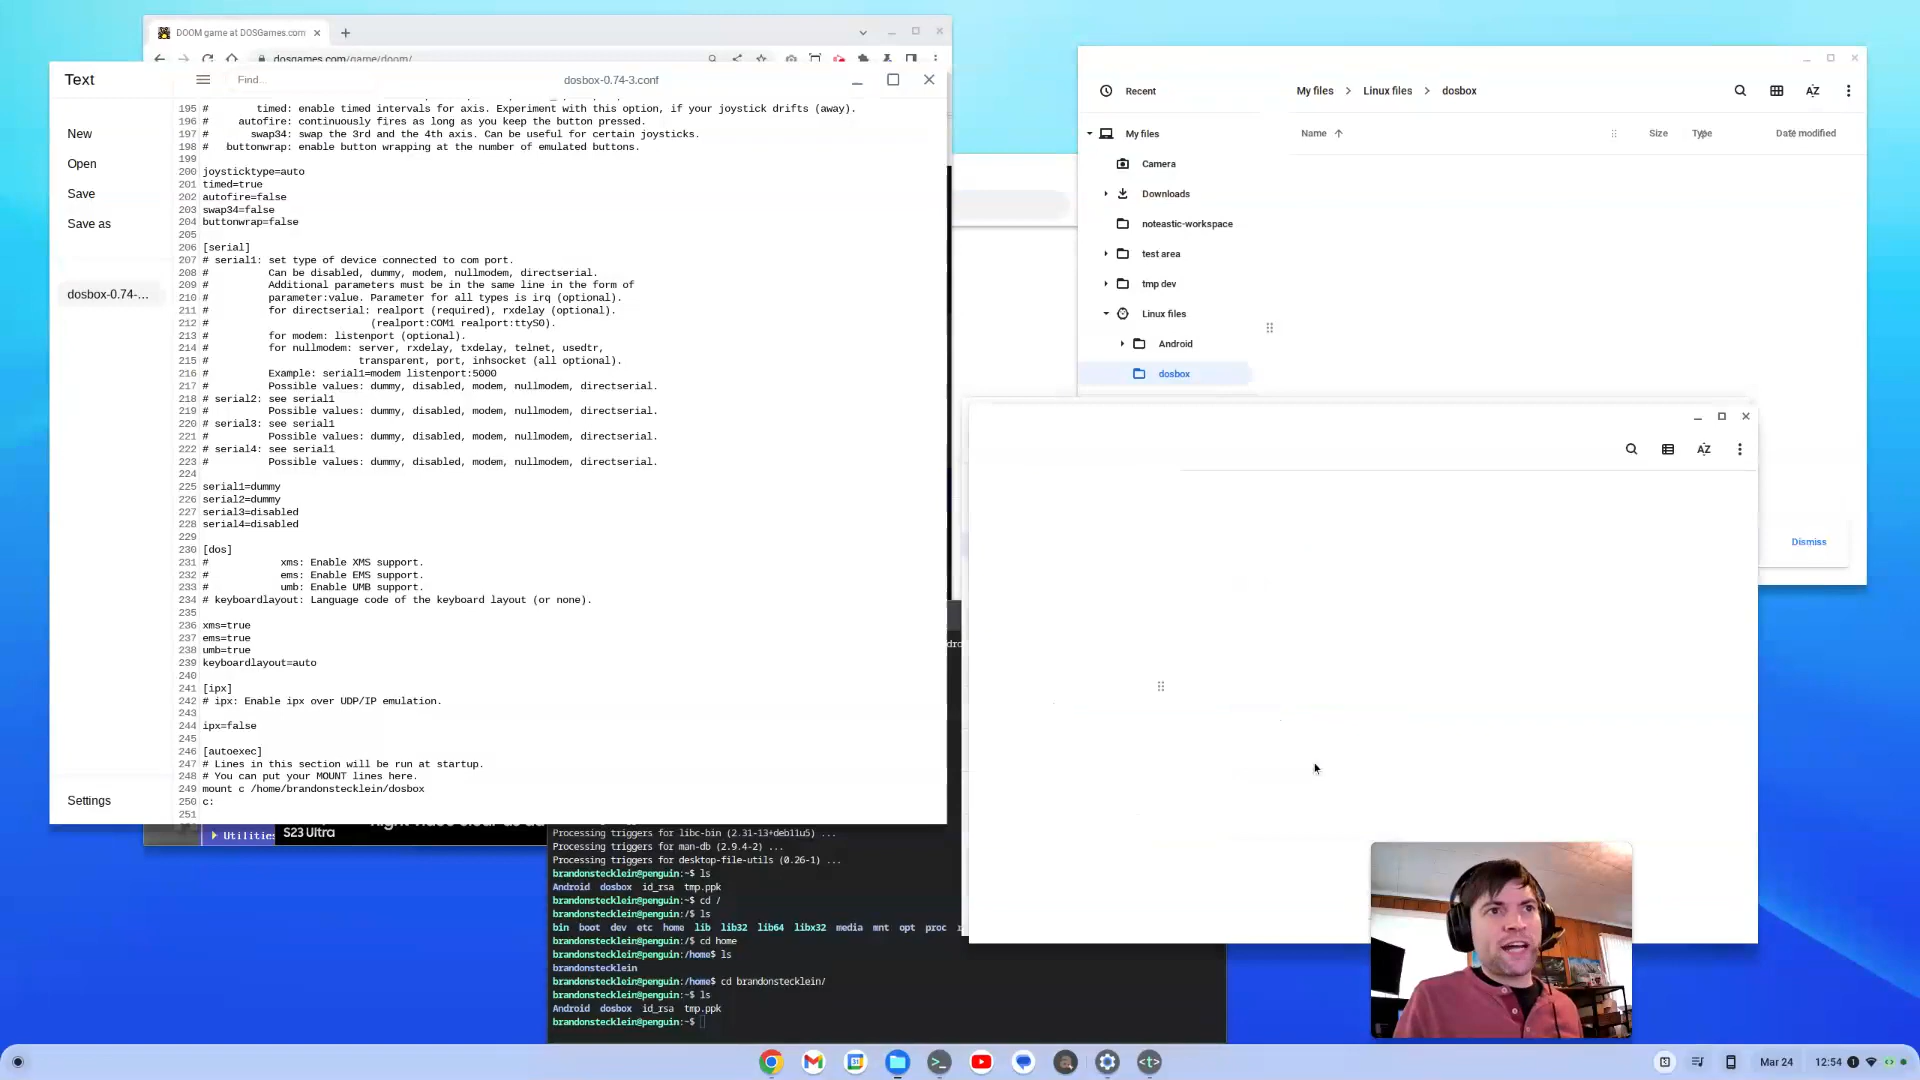 DOOM game at DOSGames.com
dosgames.com/game/doom/
Text
Find...
dosbox-0.74-3.conf
New
Open
Save
Save as
dosbox-0.74-...
Settings
195 # timed: enable timed intervals for axis. Experiment with this option, if your joystick drifts (away).
196 # autofire: continuously fires as long as you keep the button pressed.
197 # swap34: swap the 3rd and the 4th axis. Can be useful for certain joysticks.
198 # buttonwrap: enable button wrapping at the number of emulated buttons.
199
200 joysticktype=auto
201 timed=true
202 autofire=false
203 swap34=false
204 buttonwrap=false
205
206 [serial]
207 # serial1: set type of device connected to com port.
208 # Can be disabled, dummy, modem, nullmodem, directserial.
209 # Additional parameters must be in the same line in the form of
210 # parameter:value. Parameter for all types is irq (optional).
211 # for directserial: realport (required), rxdelay (optional).
212 # (realport:COM1 realport:ttyS0).
213 # for modem: listenport (optional).
214 # for nullmodem: server, rxdelay, txdelay, telnet, usedtr,
215 # transparent, port, inhsocket (all optional).
216 # Example: serial1=modem listenport:5000
217 # Possible values: dummy, disabled, modem, nullmodem, directserial.
218 # serial2: see serial1
219 # Possible values: dummy, disabled, modem, nullmodem, directserial.
220 # serial3: see serial1
221 # Possible values: dummy, disabled, modem, nullmodem, directserial.
222 # serial4: see serial1
223 # Possible values: dummy, disabled, modem, nullmodem, directserial.
224
225 serial1=dummy
226 serial2=dummy
227 serial3=disabled
228 serial4=disabled
229
230 [dos]
231 # xms: Enable XMS support.
232 # ems: Enable EMS support.
233 # umb: Enable UMB support.
234 # keyboardlayout: Language code of the keyboard layout (or none).
235
236 xms=true
237 ems=true
238 umb=true
239 keyboardlayout=auto
240
241 [ipx]
242 # ipx: Enable ipx over UDP/IP emulation.
243
244 ipx=false
245
246 [autoexec]
247 # Lines in this section will be run at startup.
248 # You can put your MOUNT lines here.
249 mount c /home/brandonstecklein/dosbox
250 c:
251
Utilities
S23 Ultra
Processing triggers for libc-bin (2.31-13+deb11u5) ...
Processing triggers for man-db (2.9.4-2) ...
Processing triggers for desktop-file-utils (0.26-1) ...
brandonstecklein@penguin:~$ ls
Android dosbox id_rsa tmp.ppk
brandonstecklein@penguin:~$ cd /
brandonstecklein@penguin:/$ ls
bin boot dev etc home lib lib32 lib64 libx32 media mnt opt proc
brandonstecklein@penguin:/$ cd home
brandonstecklein@penguin:/home$ ls
brandonstecklein
brandonstecklein@penguin:/home$ cd brandonstecklein/
brandonstecklein@penguin:~$ ls
Android dosbox id_rsa tmp.ppk
brandonstecklein@penguin:~$
Recent
My files
Camera
Downloads
noteastic-workspace
test area
tmp dev
Linux files
Android
dosbox
My files > Linux files > dosbox
AZ
Name
Size
Type
Date modified
Dismiss
AZ
Mar 24
12:54